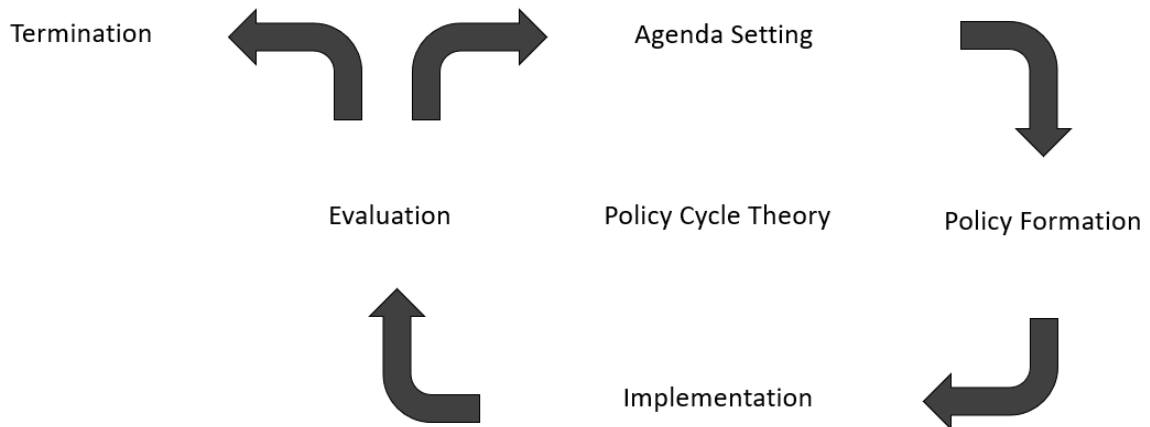 Termination
Agenda Setting
Evaluation
Policy Cycle Theory
Policy Formation
Implementation